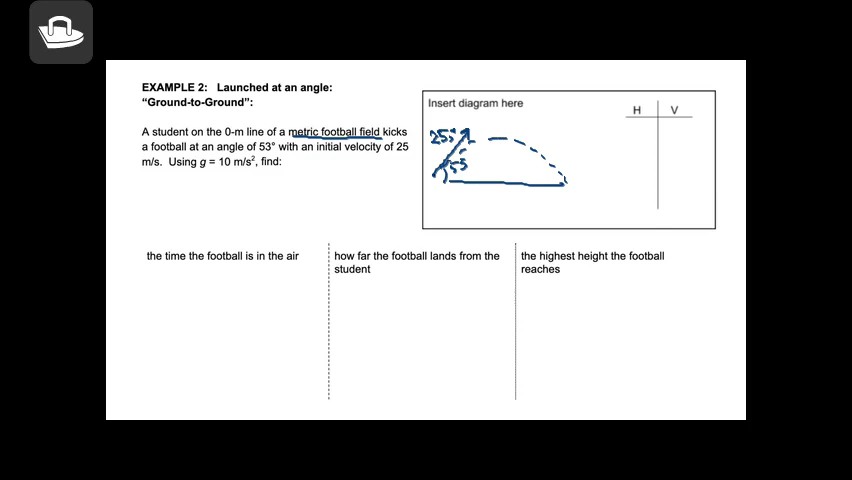 EXAMPLE 2: Launched at an angle:
“Ground-to-Ground”:
A student on the 0-m line of a metric football field kicks
a football at an angle of 53° with an initial velocity of 25
m/s. Using g = 10 m/s², find:
Insert diagram here
H V
the time the football is in the air
how far the football lands from the
student
the highest height the football
reaches